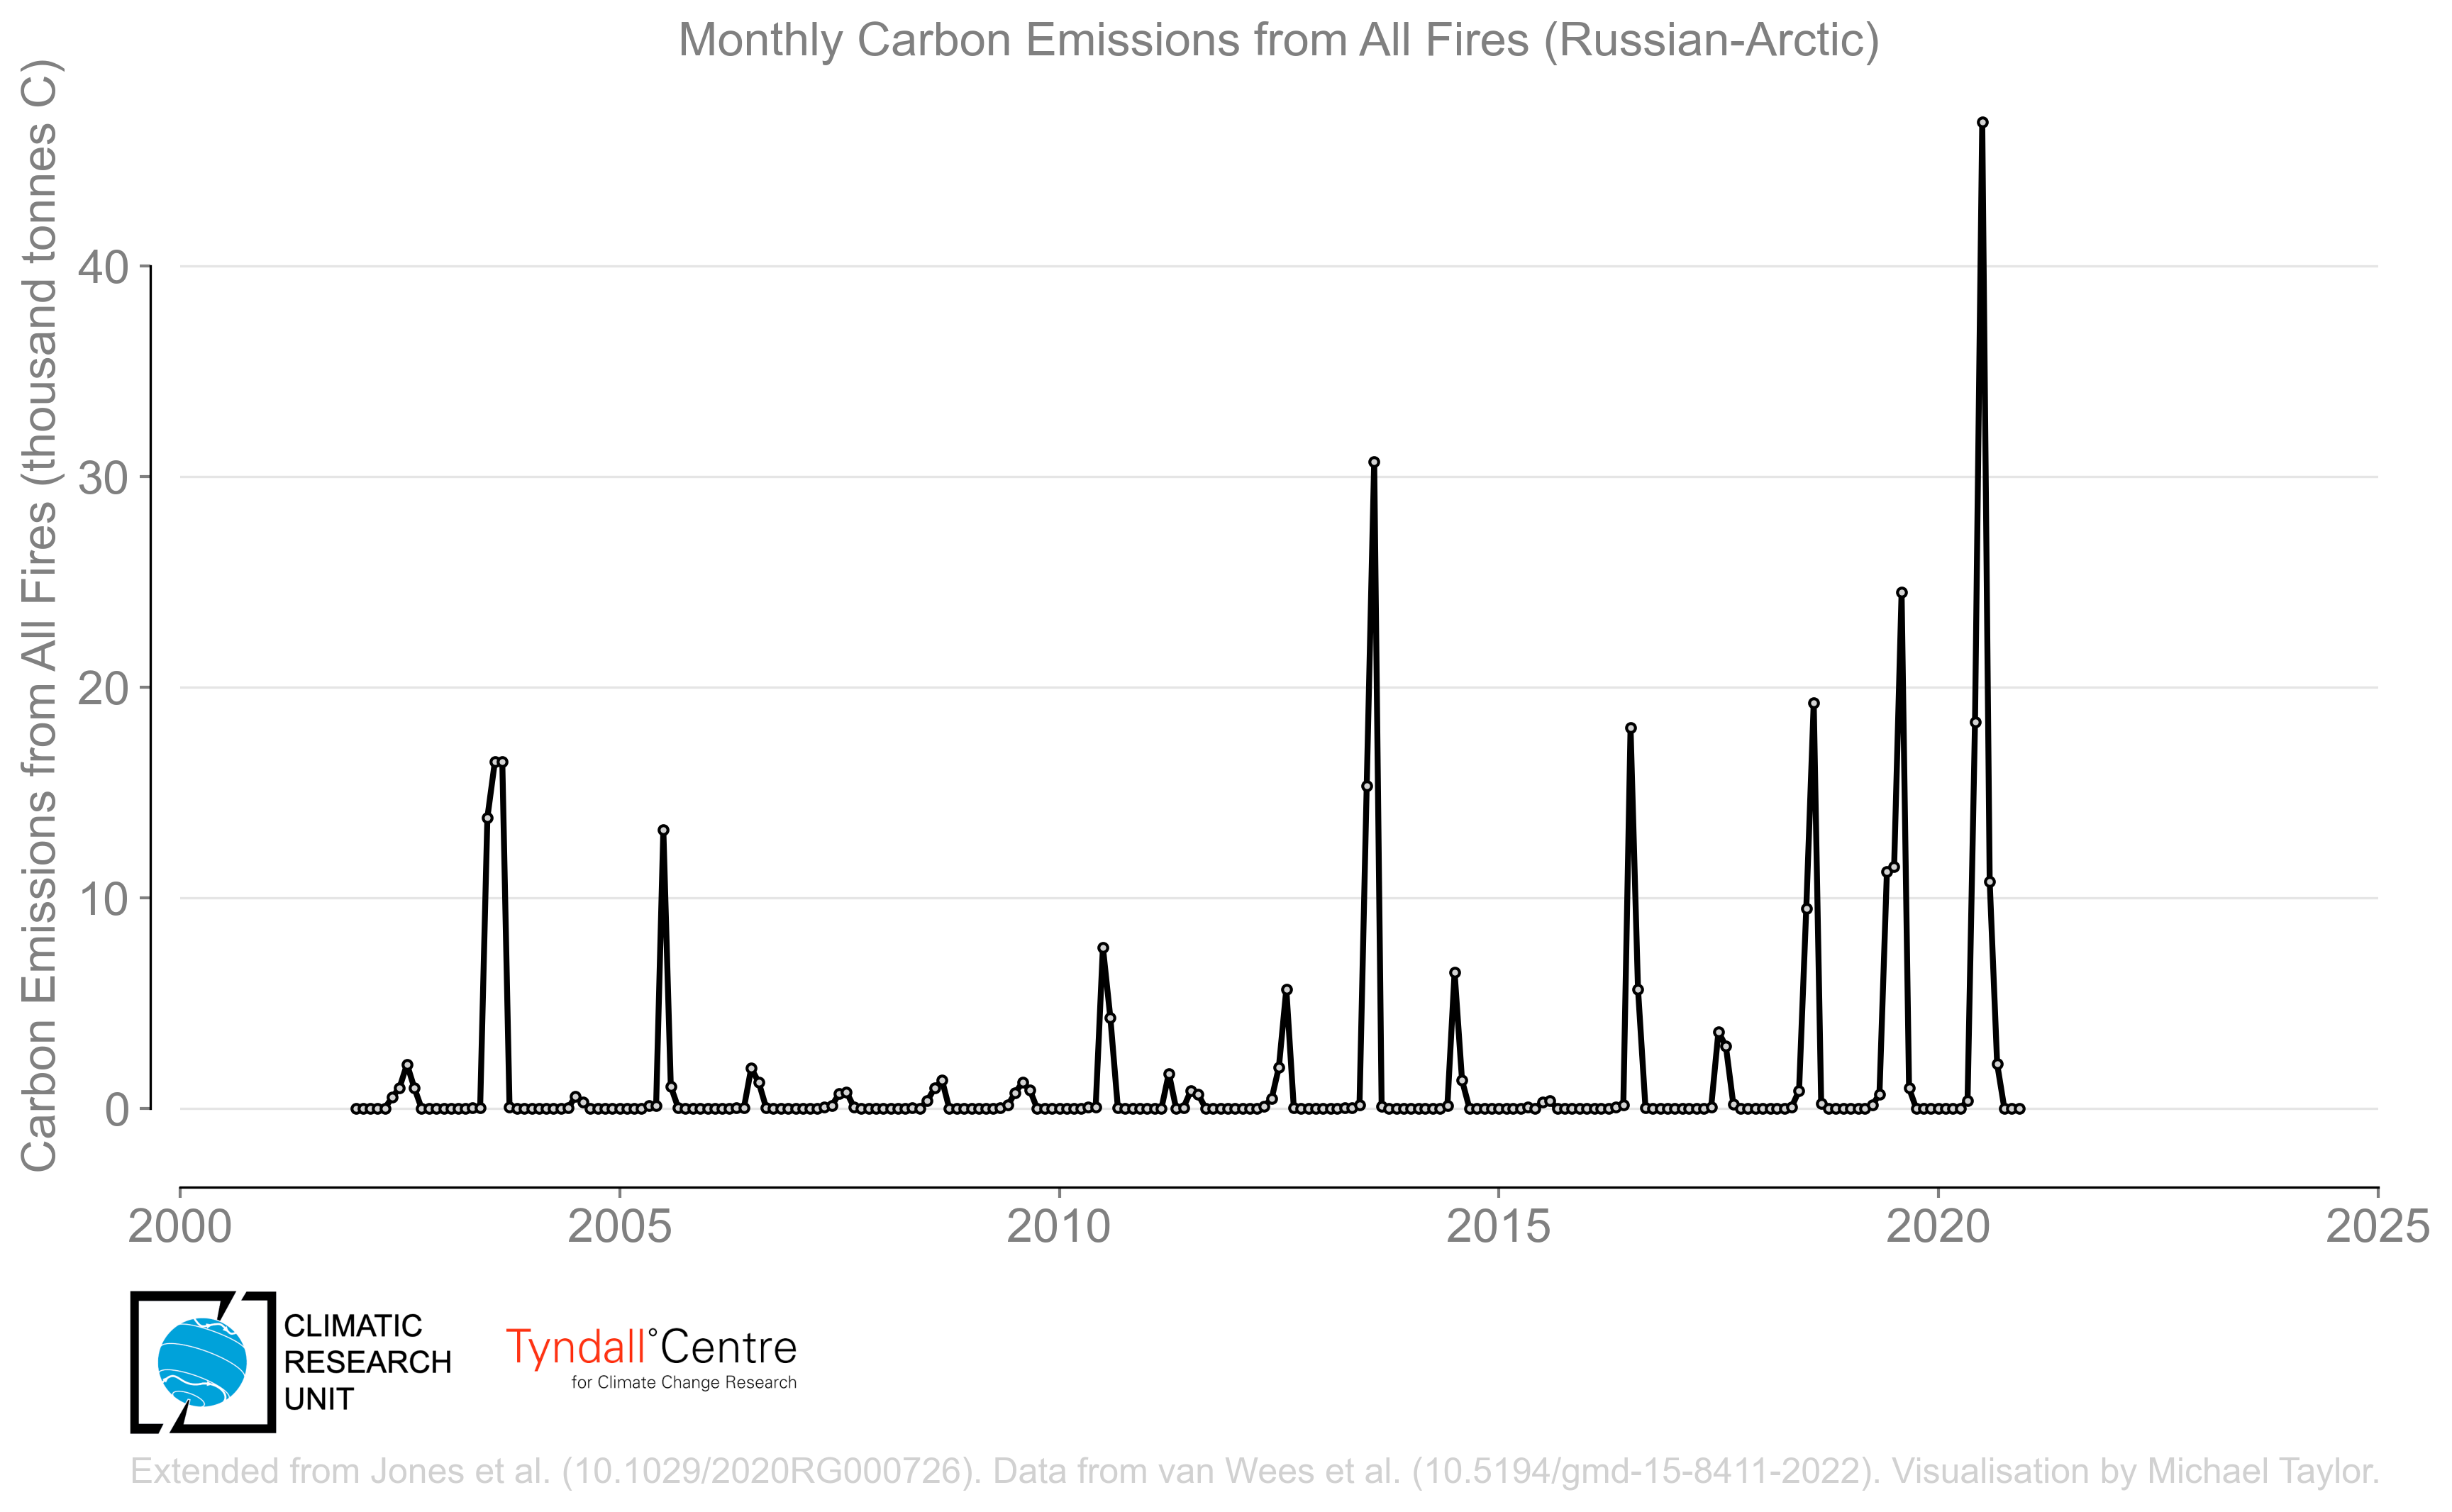 Monthly Carbon Emissions from All Fires (Russian-Arctic)
Carbon Emissions from All Fires (thousand tonnes C)
40
30
20
10
0
2000
2005
2010
2015
2020
2025
CLIMATIC
RESEARCH
UNIT
Tyndall°Centre
for Climate Change Research
Extended from Jones et al. (10.1029/2020RG000726). Data from van Wees et al. (10.5194/gmd-15-8411-2022). Visualisation by Michael Taylor.